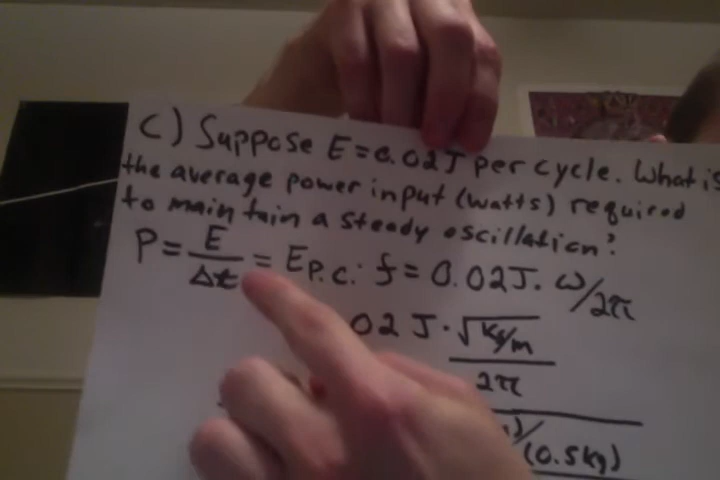 C) Suppose E = 0.02J per cycle. What is
the average power input (watts) required
to maintain a steady oscillation?
P = E/Δt = E P.C. · f = 0.02J · ω/2π
02 J · √k/m / 2π
(0.5kg)